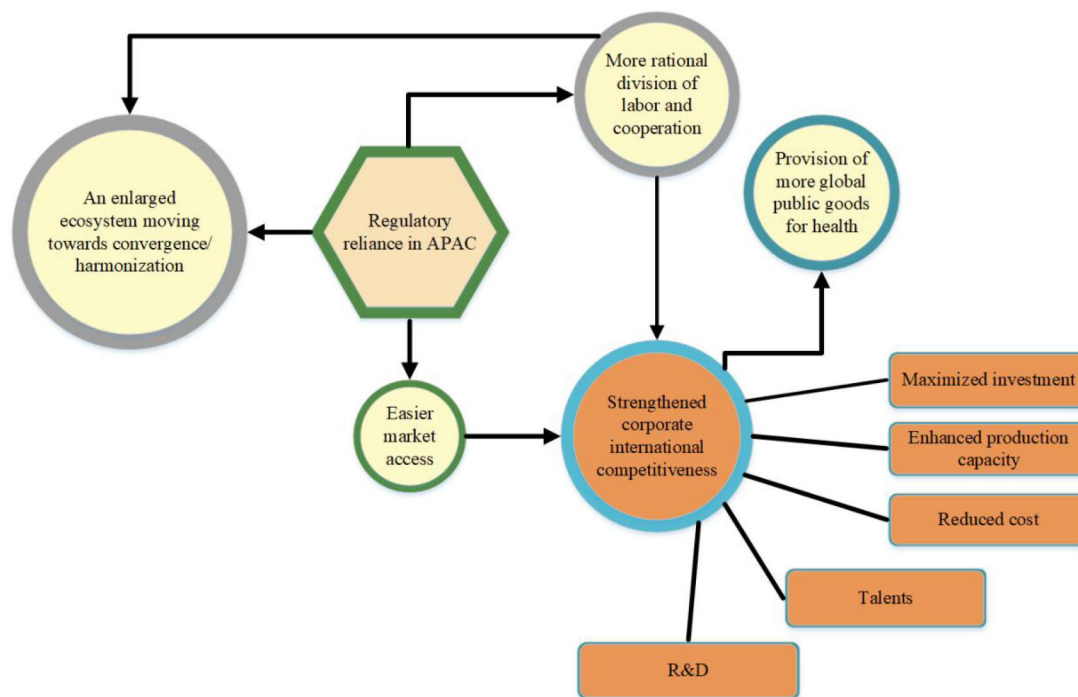 More rational
division of
labor and
cooperation
An enlarged
ecosystem moving
towards convergence/
harmonization
Regulatory
reliance in APAC
Provision of
more global
public goods
for health
Easier
market
access
Strengthened
corporate
international
competitiveness
Maximized investment
Enhanced production
capacity
Reduced cost
Talents
R&D